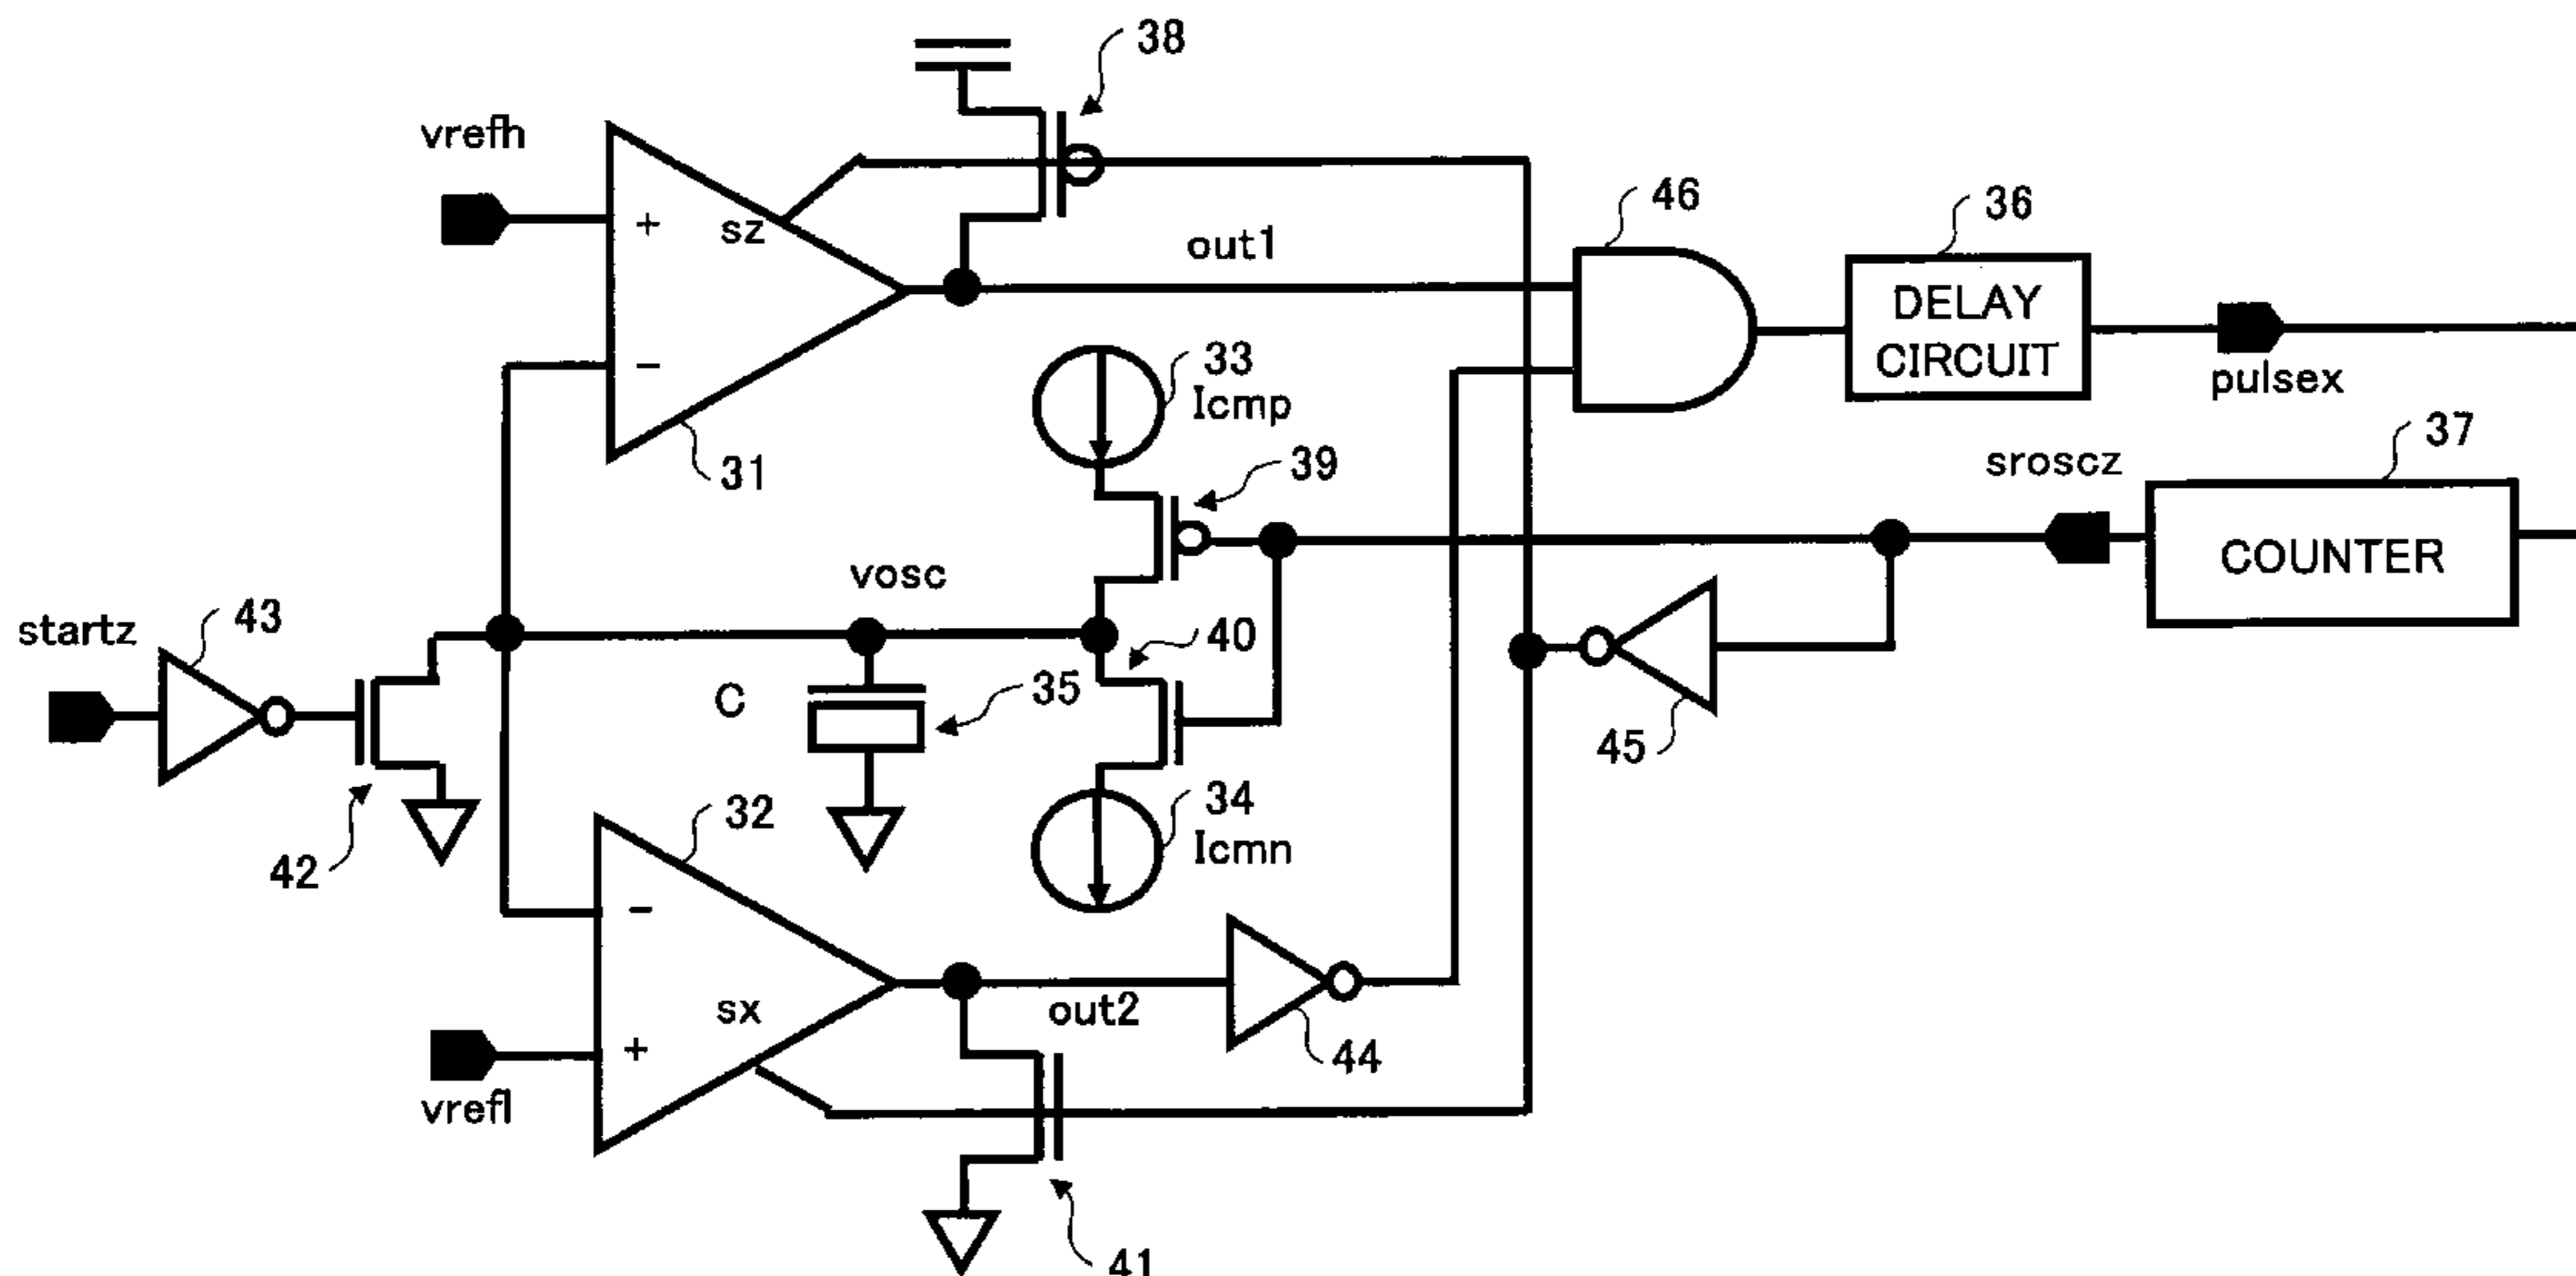 38
vrefh
46
36
+
sz
out1
DELAY
CIRCUIT
33
Icmp
pulsex
−
31
39
sroscz
37
COUNTER
vosc
startz
43
40
C
35
45
32
34
Icmn
42
−
sx
out2
44
+
vrefl
41